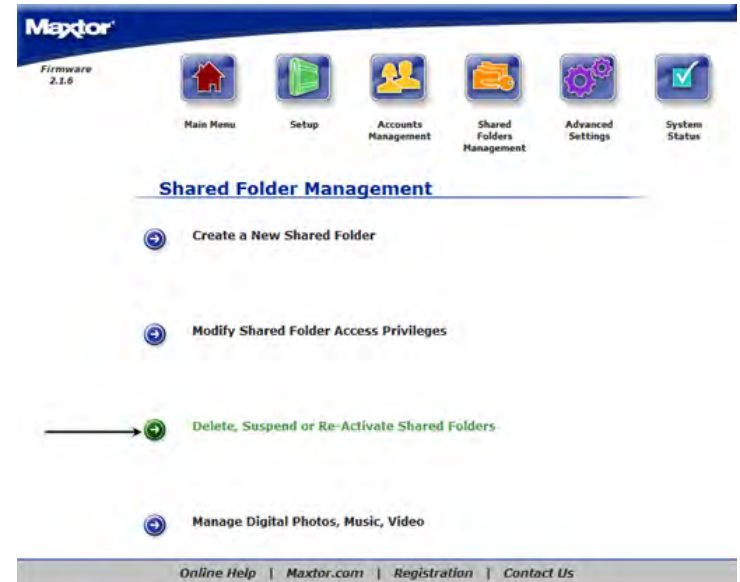 Maxtor
Firmware
2.1.6
Main Menu
Setup
Accounts
Management
Shared
Folders
Management
Advanced
Settings
System
Status
Shared Folder Management
Create a New Shared Folder
Modify Shared Folder Access Privileges
Delete, Suspend or Re-Activate Shared Folders
Manage Digital Photos, Music, Video
Online Help | Maxtor.com | Registration | Contact Us